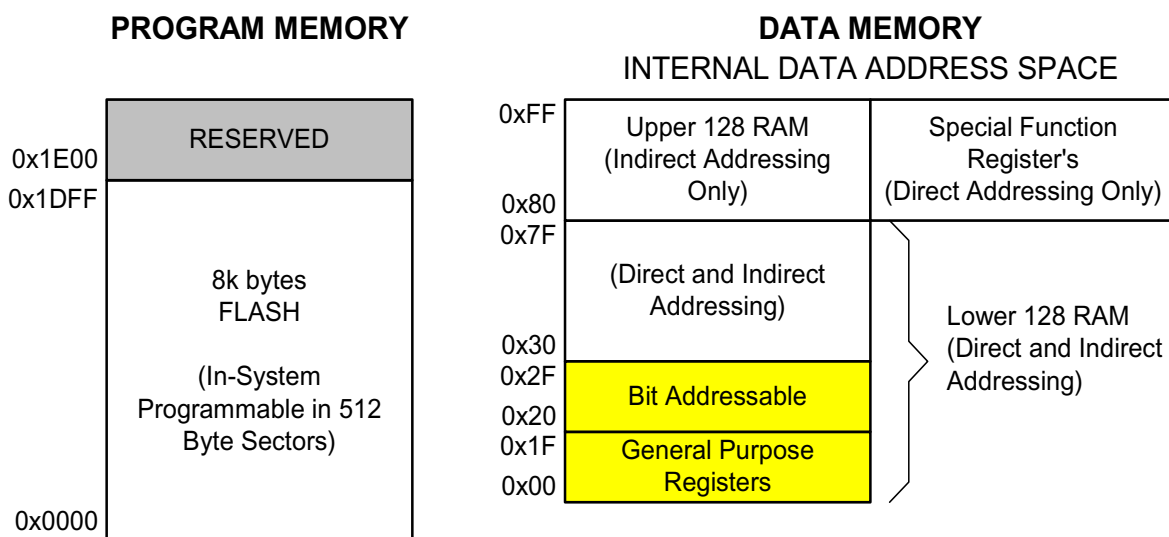 PROGRAM MEMORY
RESERVED
0x1E00
0x1DFF
8k bytes
FLASH
(In-System
Programmable in 512
Byte Sectors)
0x0000
DATA MEMORY
INTERNAL DATA ADDRESS SPACE
0xFF
Upper 128 RAM
(Indirect Addressing
Only)
0x80
Special Function
Register's
(Direct Addressing Only)
0x7F
(Direct and Indirect
Addressing)
0x30
0x2F
Bit Addressable
0x20
0x1F
General Purpose
Registers
0x00
Lower 128 RAM
(Direct and Indirect
Addressing)